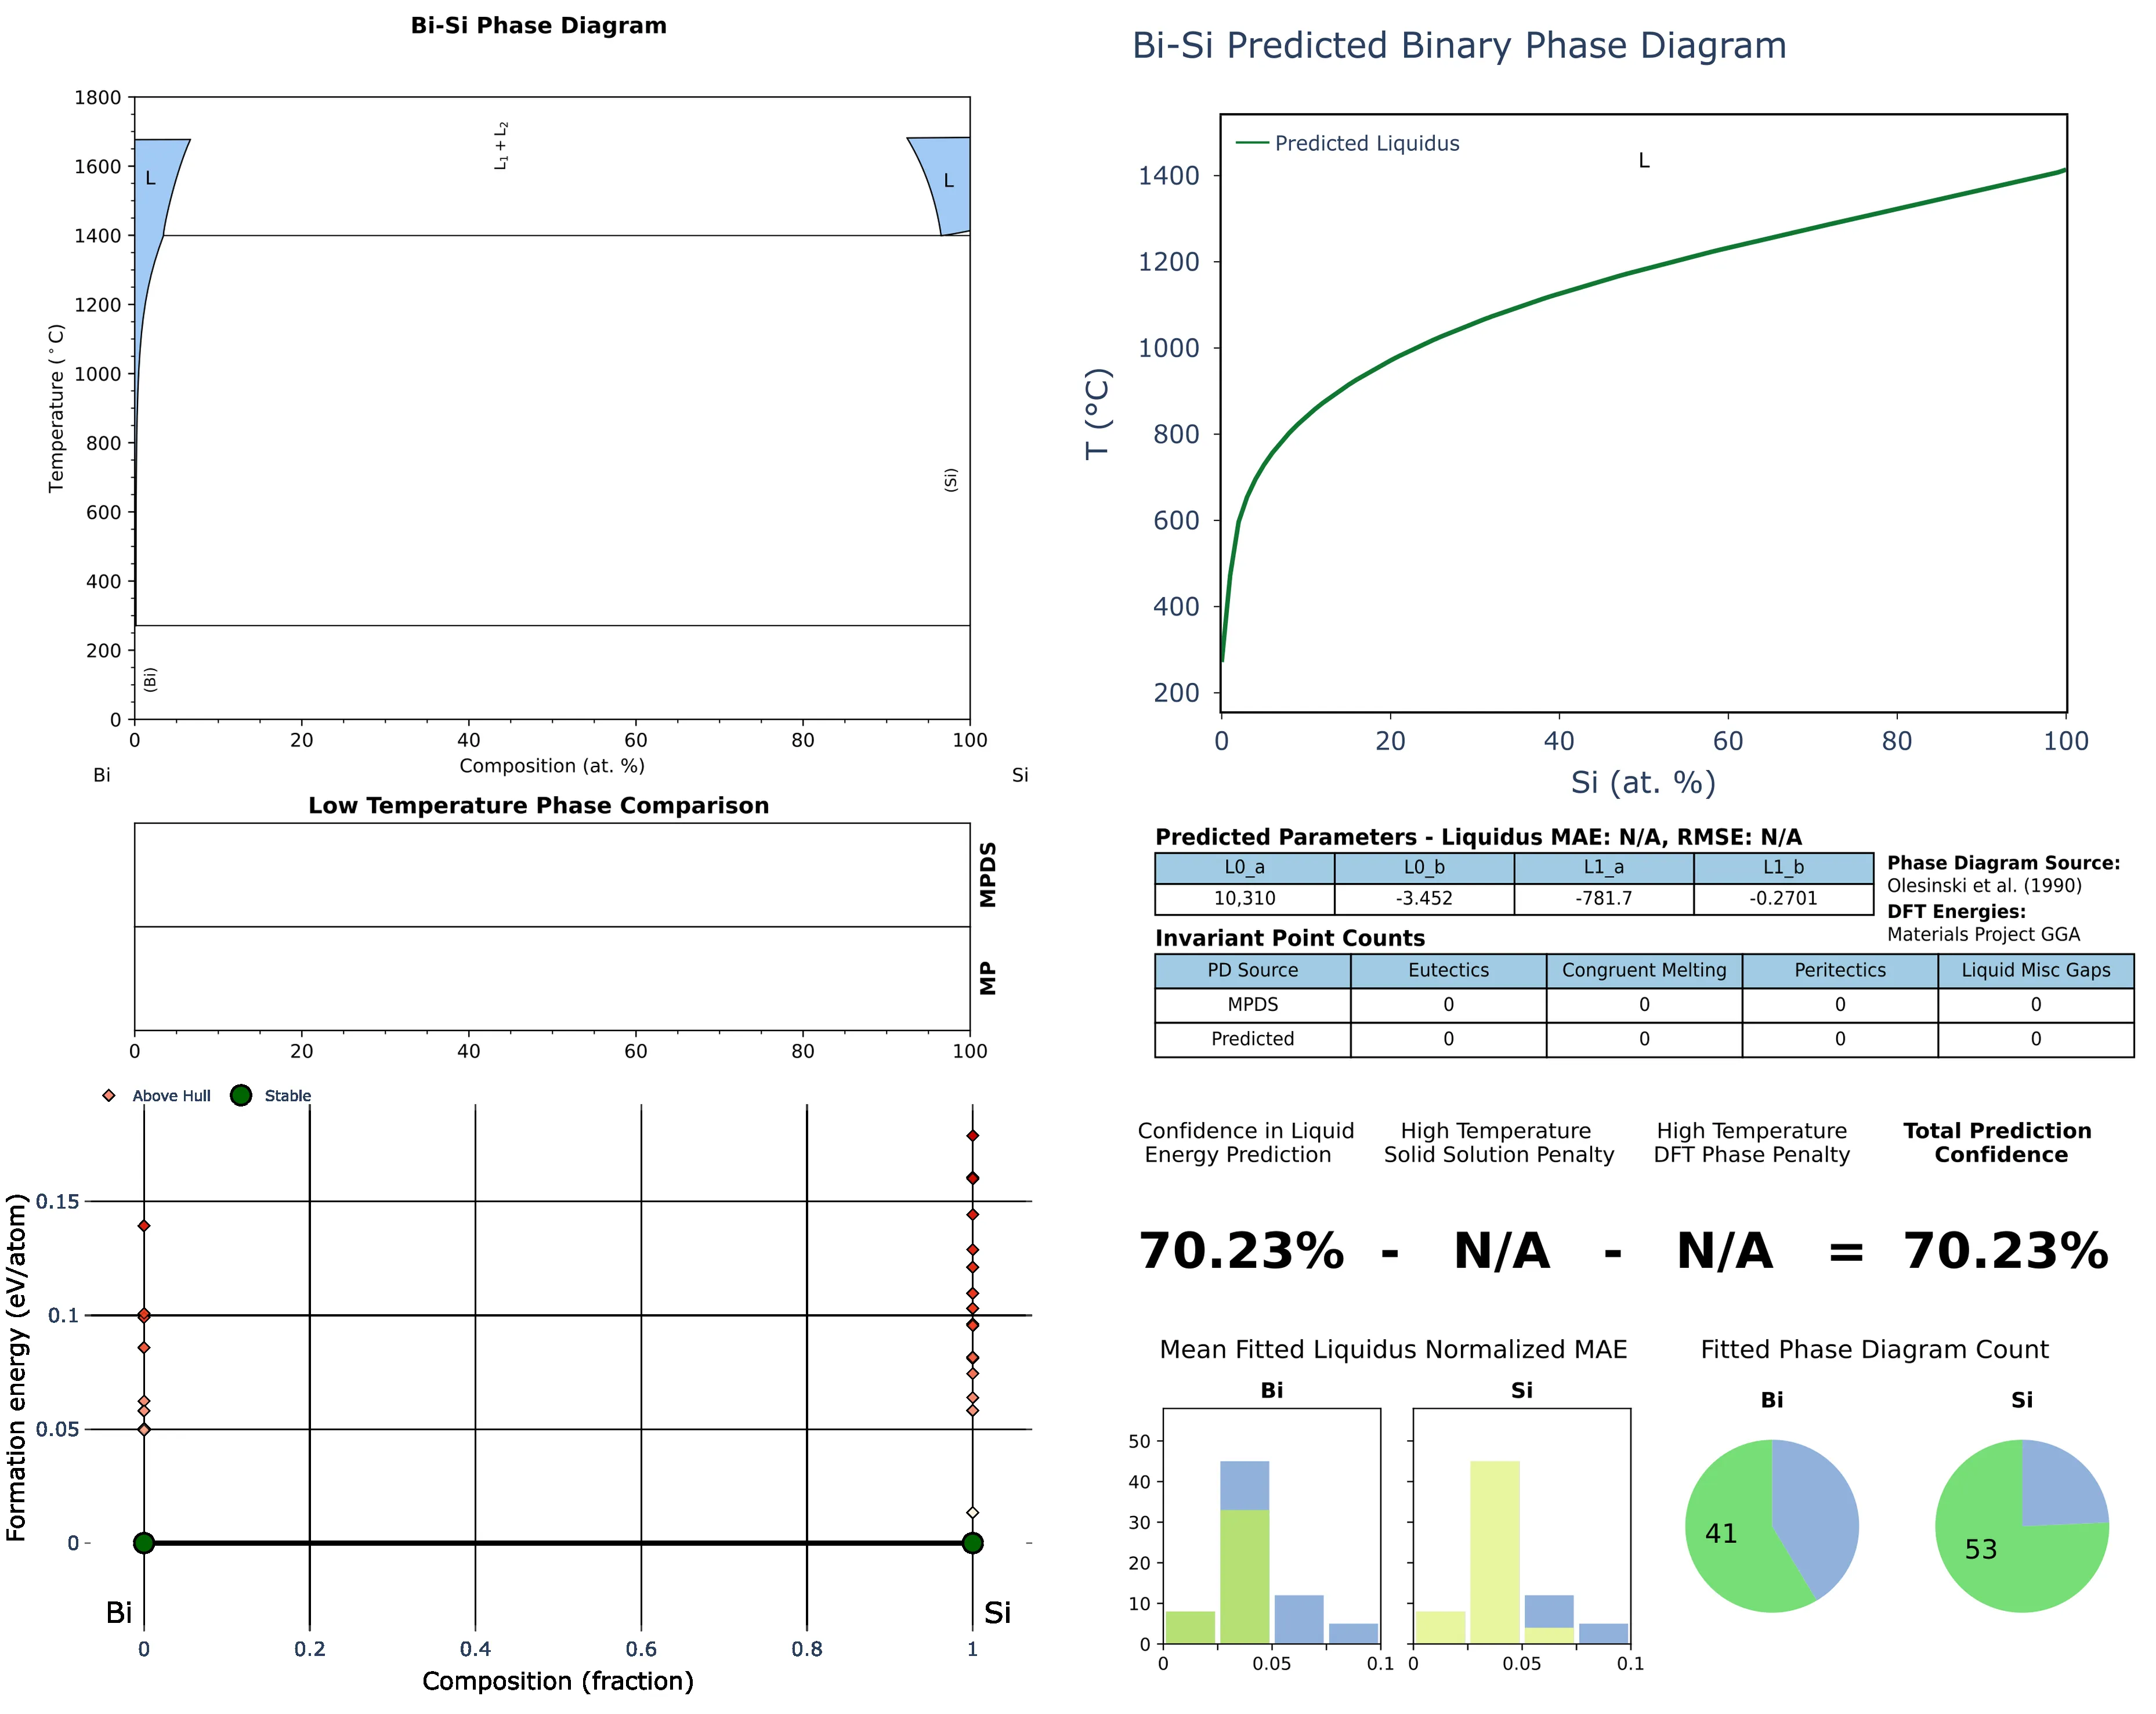 Bi-Si Phase Diagram
1800
1600
1400
1200
1000
800
600
400
200
0
Temperature (°C)
L
L₁ + L₂
L
(Si)
(Bi)
0 20 40 60 80 100
Composition (at. %)
Bi Si
Low Temperature Phase Comparison
MPDS
MP
0 20 40 60 80 100
Above Hull Stable
0.15
0.1
0.05
0
Formation energy (eV/atom)
Bi Si
0 0.2 0.4 0.6 0.8 1
Composition (fraction)
Bi-Si Predicted Binary Phase Diagram
Predicted Liquidus
L
1400
1200
1000
800
600
400
200
T (°C)
0 20 40 60 80 100
Si (at. %)
Predicted Parameters - Liquidus MAE: N/A, RMSE: N/A
L0_a L0_b L1_a L1_b
10,310 -3.452 -781.7 -0.2701
Phase Diagram Source:
Olesinski et al. (1990)
DFT Energies:
Materials Project GGA
Invariant Point Counts
PD Source Eutectics Congruent Melting Peritectics Liquid Misc Gaps
MPDS 0 0 0 0
Predicted 0 0 0 0
Confidence in Liquid
Energy Prediction
High Temperature
Solid Solution Penalty
High Temperature
DFT Phase Penalty
Total Prediction
Confidence
70.23% - N/A - N/A = 70.23%
Mean Fitted Liquidus Normalized MAE
Bi Si
50
40
30
20
10
0
0 0.05 0.1 0 0.05 0.1
Fitted Phase Diagram Count
Bi Si
41 53